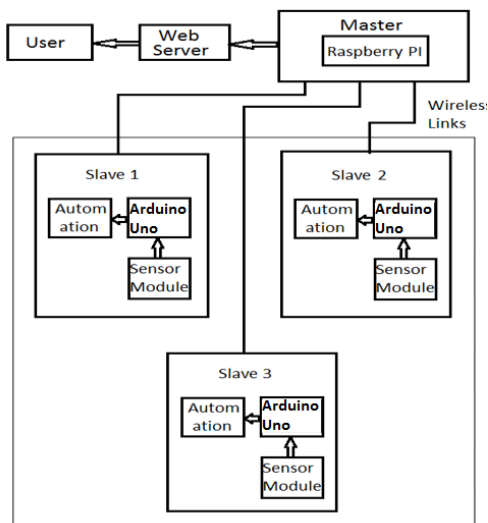 Master
Raspberry PI
Web
Server
User
Wireless
Links
Slave 1
Autom
ation
Arduino
Uno
Sensor
Module
Slave 2
Autom
ation
Arduino
Uno
Sensor
Module
Slave 3
Autom
ation
Arduino
Uno
Sensor
Module